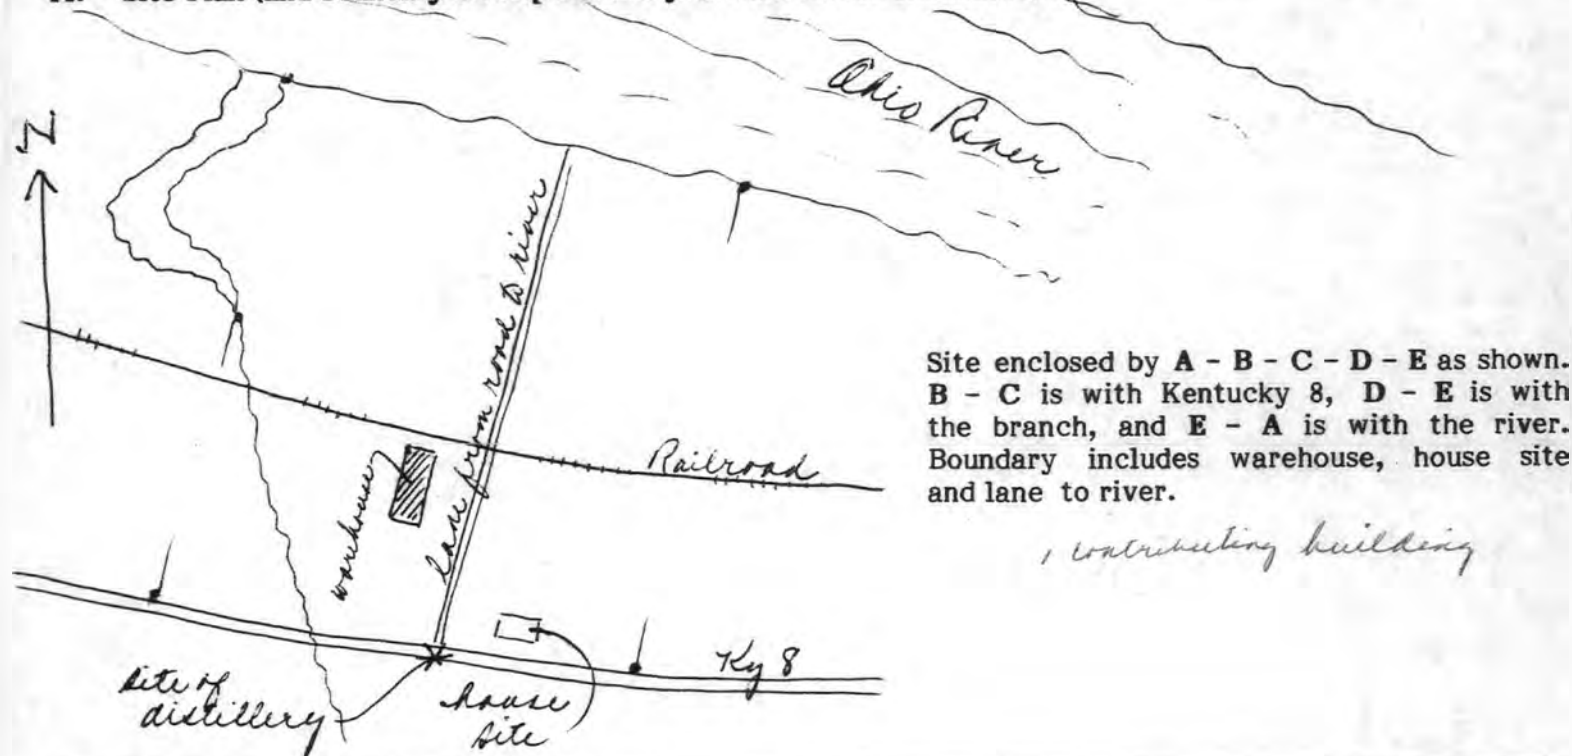 Ohio River
N
lane from road to river
warehouse
Railroad
Site enclosed by A - B - C - D - E as shown.
B - C is with Kentucky 8, D - E is with
the branch, and E - A is with the river.
Boundary includes warehouse, house site
and lane to river.
1 contributing building
Ky 8
site of
distillery
house
site